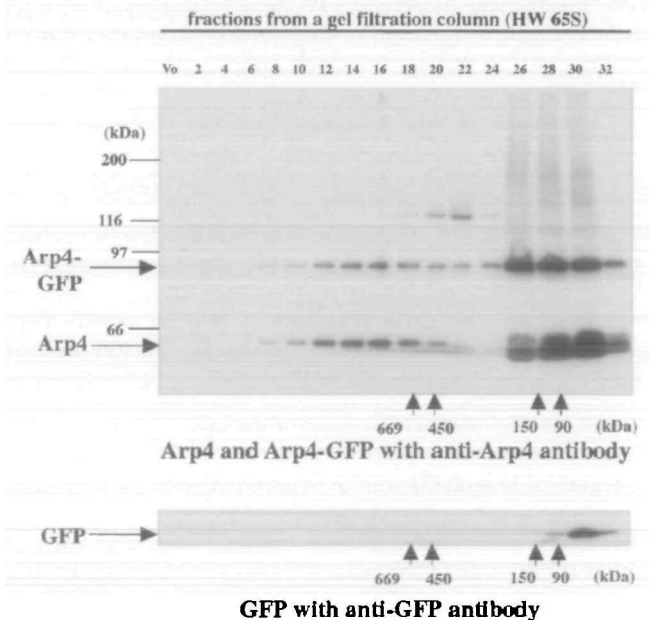 fractions from a gel filtration column (HW 65S)
Vo 2 4 6 8 10 12 14 16 18 20 22 24 26 28 30 32
(kDa)
200
116
97
Arp4-
GFP
66
Arp4
669 450 150 90 (kDa)
Arp4 and Arp4-GFP with anti-Arp4 antibody
GFP
669 450 150 90 (kDa)
GFP with anti-GFP antibody